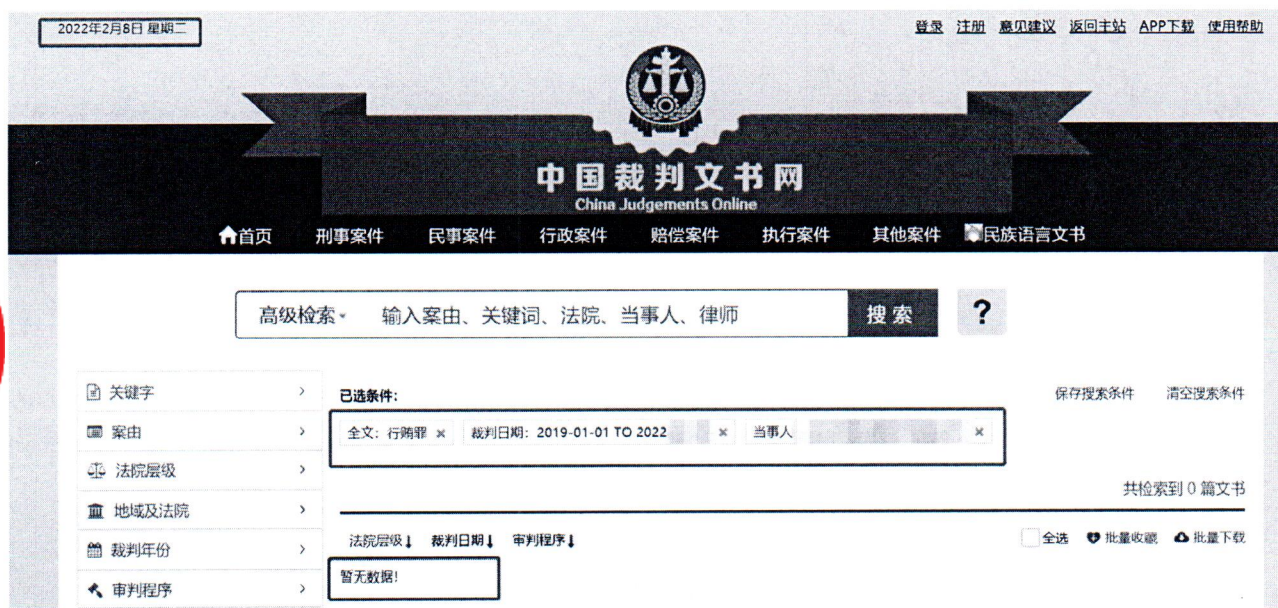 2022年2月8日 星期二
登录 注册 意见建议 返回主站 APP下载 使用帮助
中国裁判文书网
China Judgements Online
首页 刑事案件 民事案件 行政案件 赔偿案件 执行案件 其他案件 民族语言文书
高级检索 输入案由、关键词、法院、当事人、律师 搜索 ?
关键字
案由
法院层级
地域及法院
裁判年份
审判程序
已选条件:
保存搜索条件 清空搜索条件
全文: 行贿罪 × 裁判日期: 2019-01-01 TO 2022 × 当事人 ×
共检索到 0 篇文书
法院层级↓ 裁判日期↓ 审判程序↓
全选 批量收藏 批量下载
暂无数据!